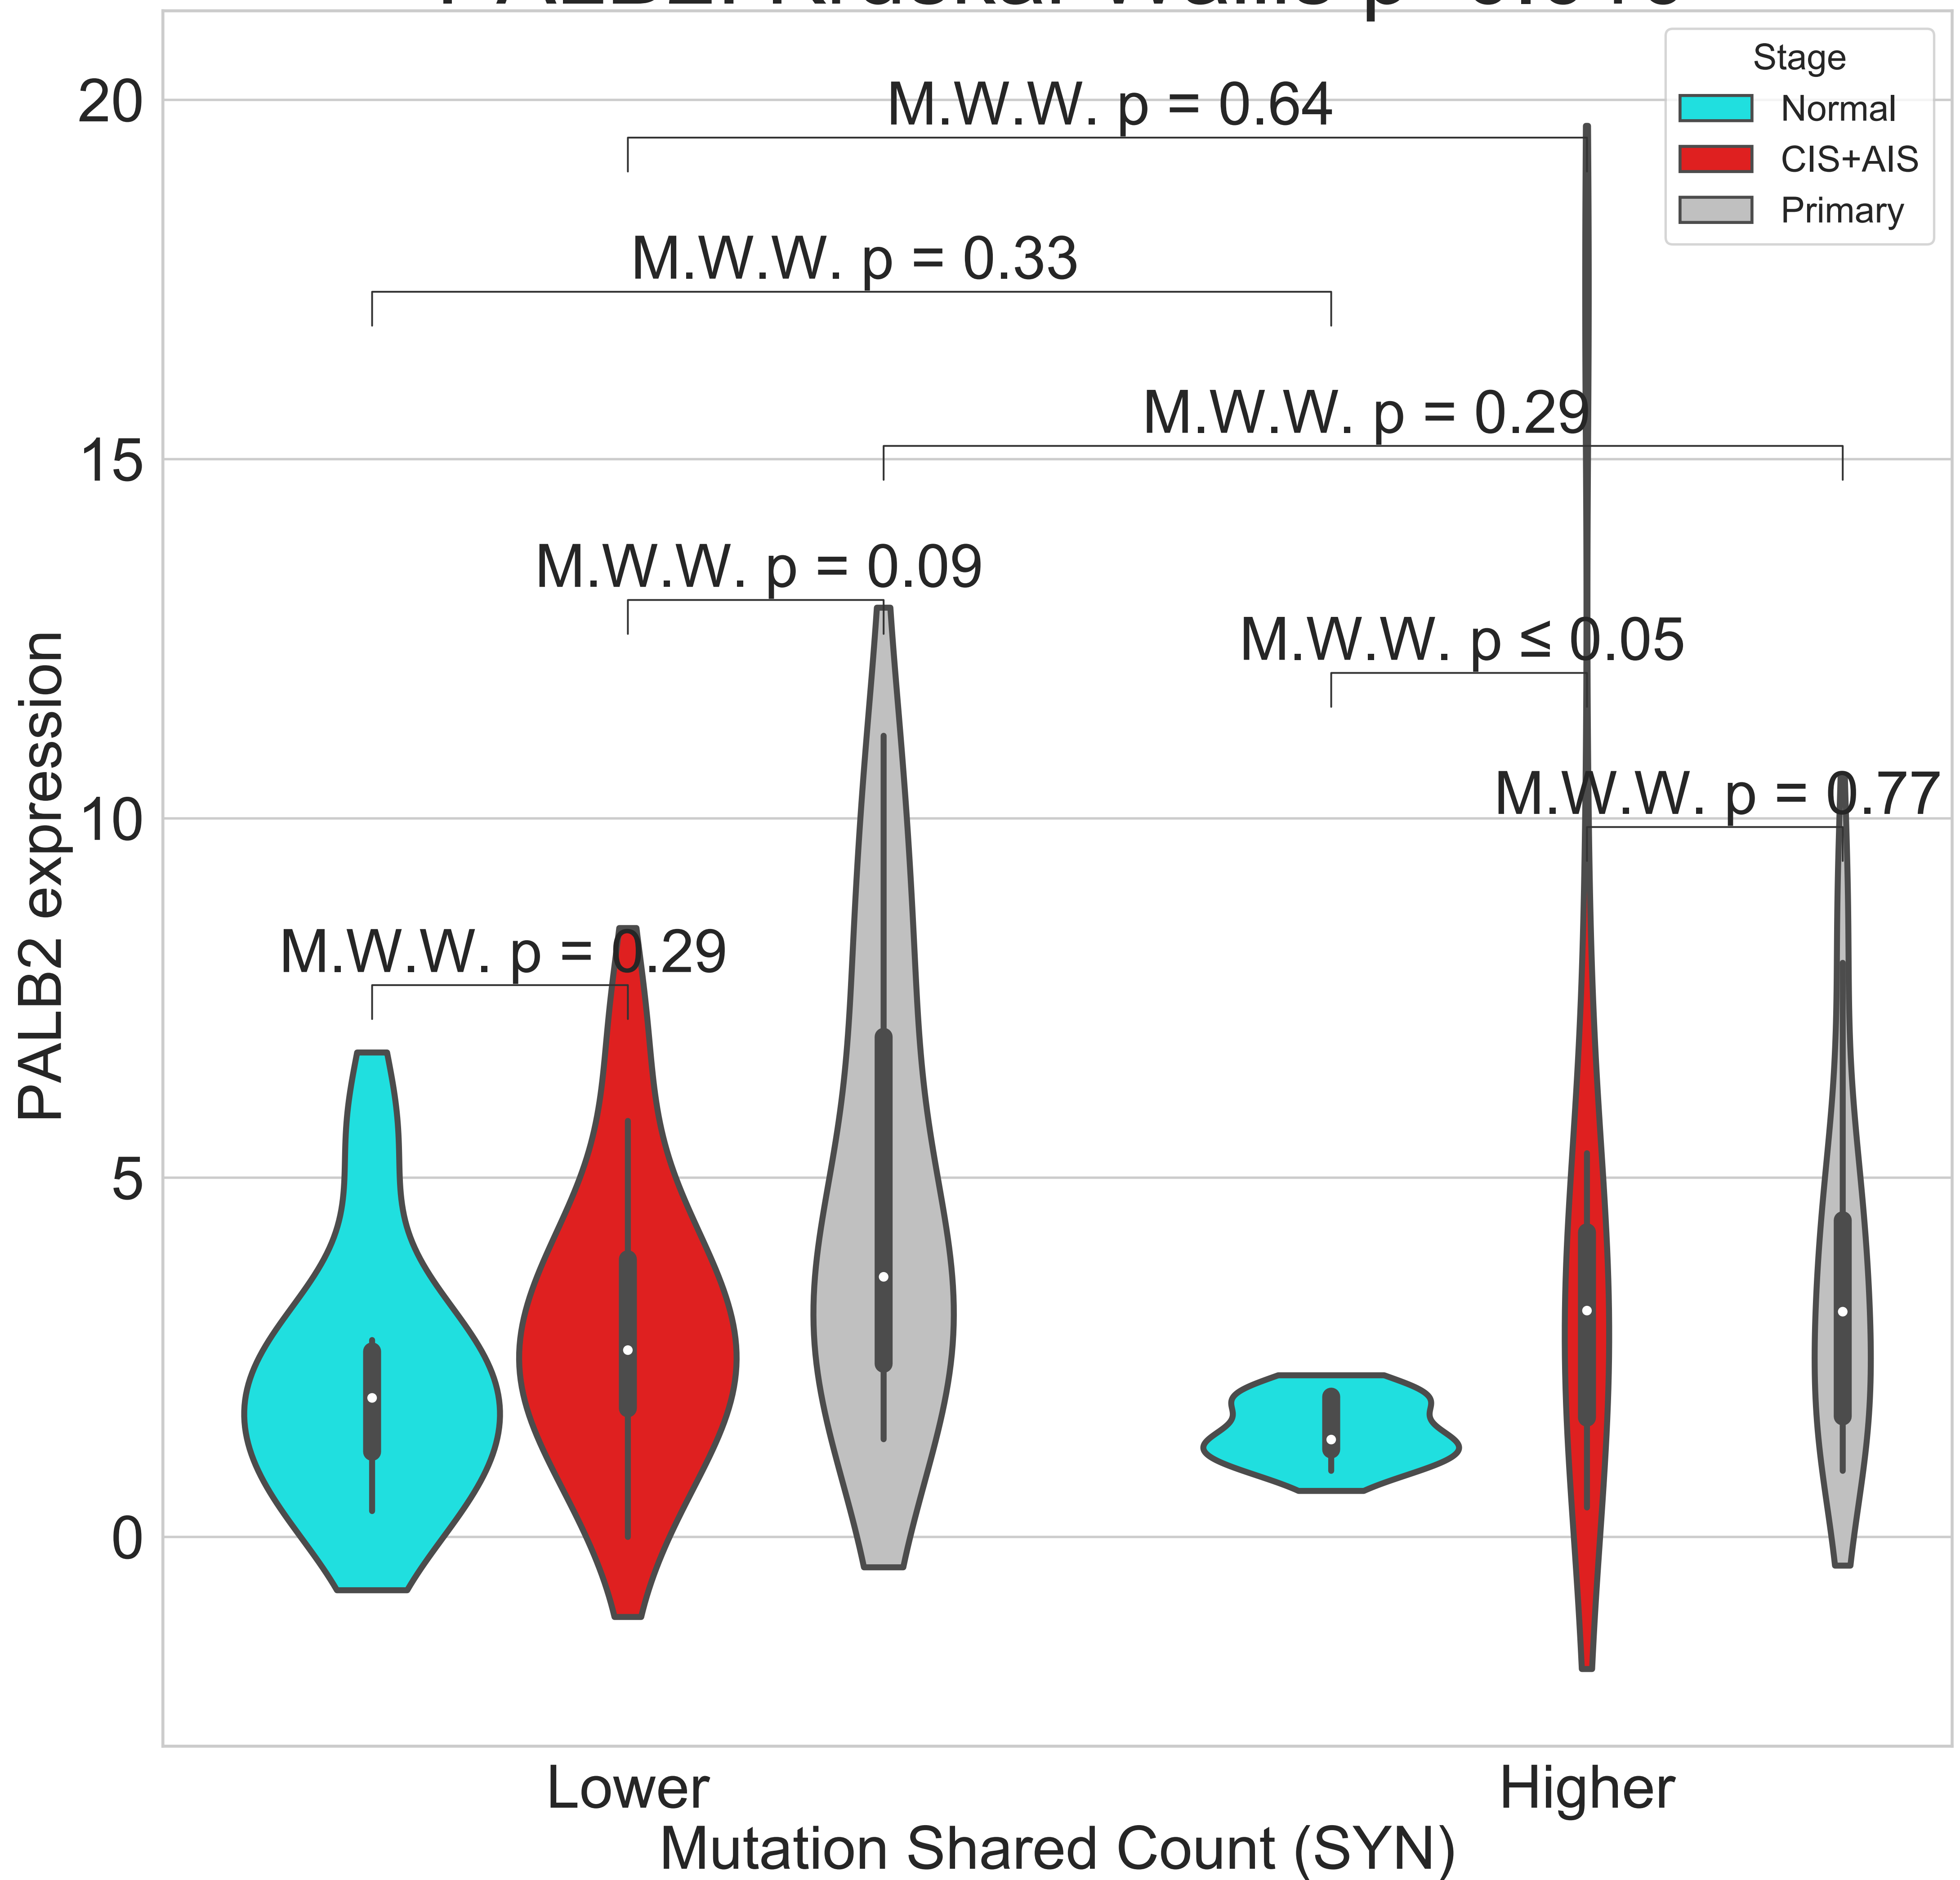 Stage
Normal
CIS+AIS
Primary
M.W.W. p = 0.64
M.W.W. p = 0.33
M.W.W. p = 0.29
M.W.W. p = 0.09
M.W.W. p ≤ 0.05
M.W.W. p = 0.77
M.W.W. p = 0.29
20
15
10
5
0
PALB2 expression
Lower
Higher
Mutation Shared Count (SYN)